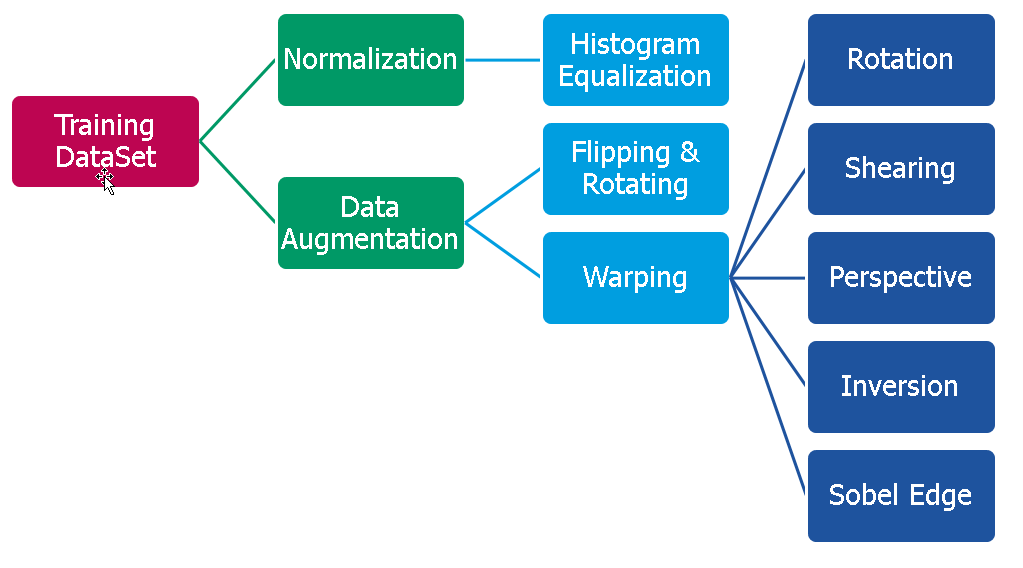 Training
DataSet
Normalization
Data
Augmentation
Histogram
Equalization
Flipping &
Rotating
Warping
Rotation
Shearing
Perspective
Inversion
Sobel Edge